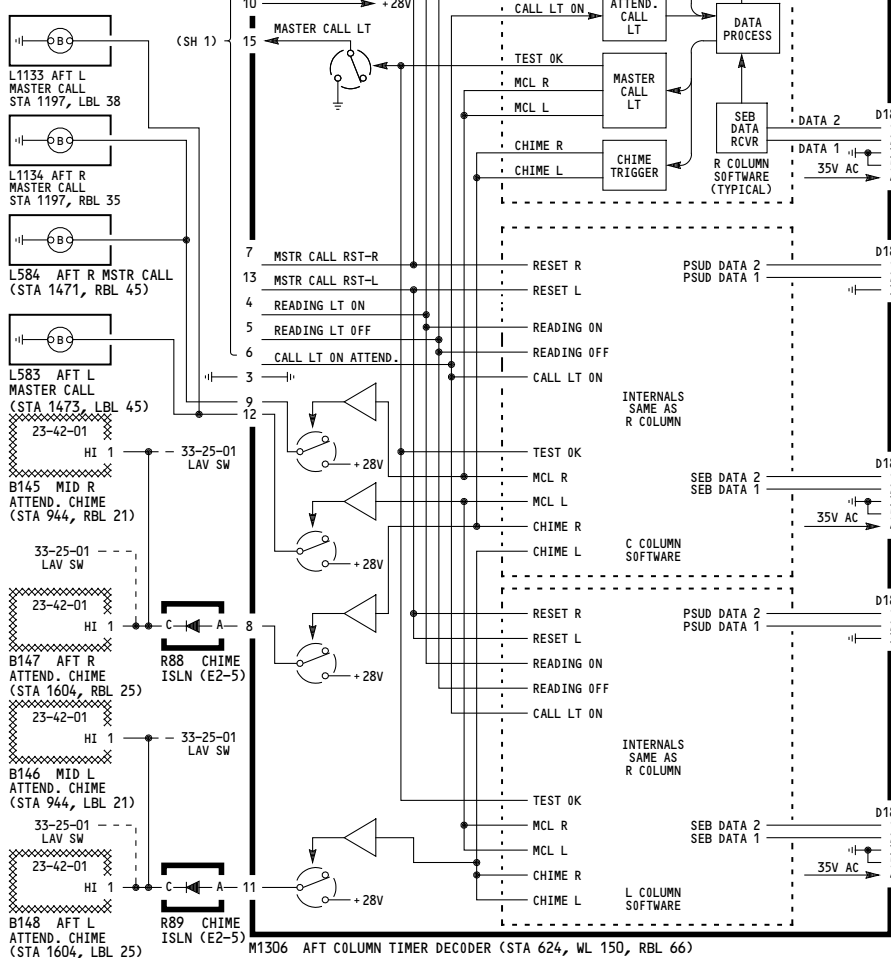 10
+28V
CALL LT ON
ATTEND.
CALL
LT
DATA
PROCESS
(SH 1)
15
MASTER CALL LT
L1133 AFT L
MASTER CALL
STA 1197, LBL 38
TEST OK
MCL R
MCL L
MASTER
CALL
LT
SEB
DATA
RCVR
DATA 2
DATA 1
35V AC
D18
L1134 AFT R
MASTER CALL
STA 1197, RBL 35
CHIME R
CHIME L
CHIME
TRIGGER
R COLUMN
SOFTWARE
(TYPICAL)
L584 AFT R MSTR CALL
(STA 1471, RBL 45)
7 MSTR CALL RST-R
13 MSTR CALL RST-L
4 READING LT ON
5 READING LT OFF
6 CALL LT ON ATTEND.
3
9
12
RESET R
RESET L
READING ON
READING OFF
CALL LT ON
PSUD DATA 2
PSUD DATA 1
D18
INTERNALS
SAME AS
R COLUMN
L583 AFT L
MASTER CALL
(STA 1473, LBL 45)
23-42-01
HI 1
33-25-01
LAV SW
B145 MID R
ATTEND. CHIME
(STA 944, RBL 21)
+28V
TEST OK
MCL R
MCL L
CHIME R
CHIME L
SEB DATA 2
SEB DATA 1
D18
35V AC
C COLUMN
SOFTWARE
33-25-01
LAV SW
+28V
23-42-01
HI 1
C
A
8
B147 AFT R
ATTEND. CHIME
(STA 1604, RBL 25)
R88 CHIME
ISLN (E2-5)
+28V
RESET R
RESET L
READING ON
READING OFF
CALL LT ON
PSUD DATA 2
PSUD DATA 1
D18
INTERNALS
SAME AS
R COLUMN
23-42-01
HI 1
33-25-01
LAV SW
B146 MID L
ATTEND. CHIME
(STA 944, LBL 21)
TEST OK
MCL R
MCL L
CHIME R
CHIME L
SEB DATA 2
SEB DATA 1
D18
35V AC
L COLUMN
SOFTWARE
33-25-01
LAV SW
23-42-01
HI 1
C
A
11
+28V
B148 AFT L
ATTEND. CHIME
(STA 1604, LBL 25)
R89 CHIME
ISLN (E2-5)
M1306 AFT COLUMN TIMER DECODER (STA 624, WL 150, RBL 66)